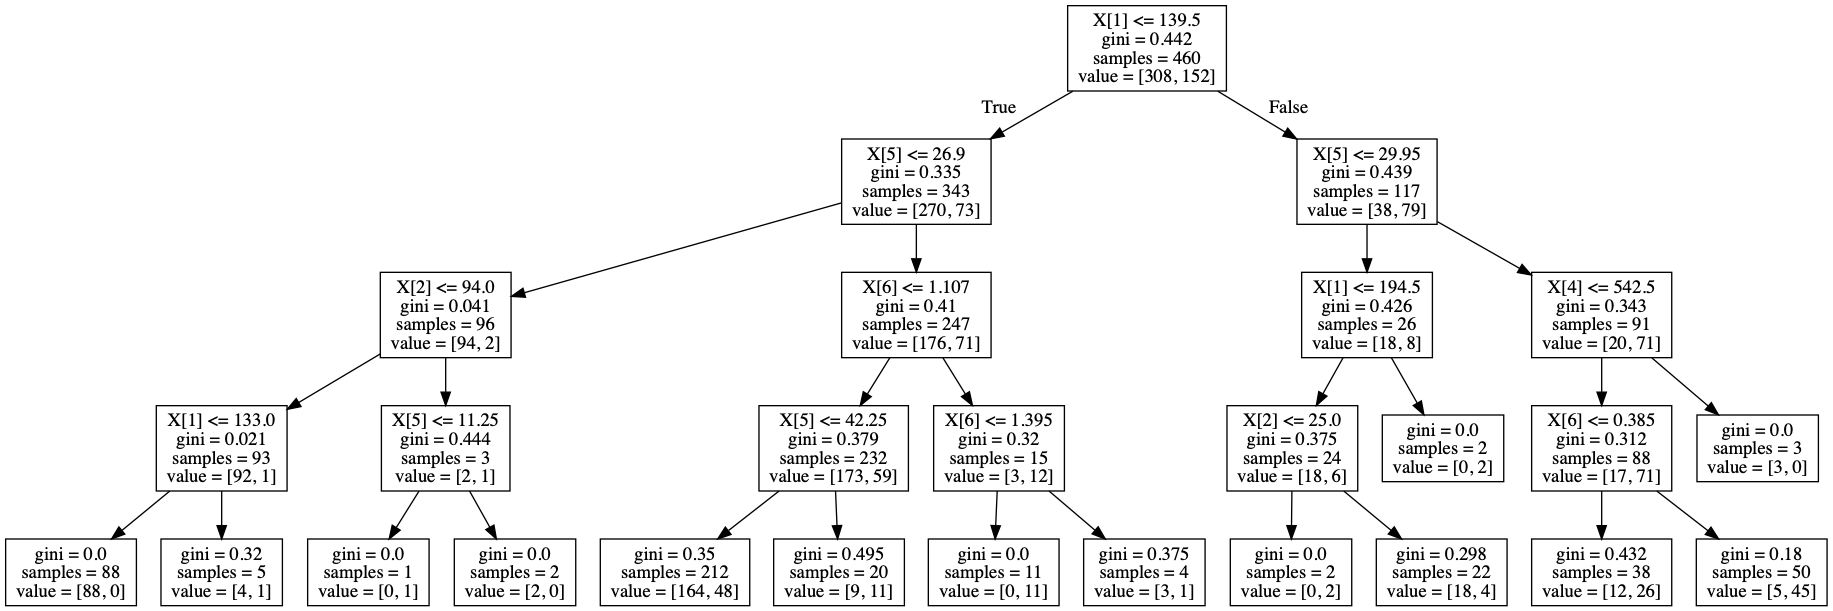 X[1] <= 139.5
gini = 0.442
samples = 460
value = [308, 152]
True
False
X[5] <= 26.9
gini = 0.335
samples = 343
value = [270, 73]
X[5] <= 29.95
gini = 0.439
samples = 117
value = [38, 79]
X[2] <= 94.0
gini = 0.041
samples = 96
value = [94, 2]
X[6] <= 1.107
gini = 0.41
samples = 247
value = [176, 71]
X[1] <= 194.5
gini = 0.426
samples = 26
value = [18, 8]
X[4] <= 542.5
gini = 0.343
samples = 91
value = [20, 71]
X[1] <= 133.0
gini = 0.021
samples = 93
value = [92, 1]
X[5] <= 11.25
gini = 0.444
samples = 3
value = [2, 1]
X[5] <= 42.25
gini = 0.379
samples = 232
value = [173, 59]
X[6] <= 1.395
gini = 0.32
samples = 15
value = [3, 12]
X[2] <= 25.0
gini = 0.375
samples = 24
value = [18, 6]
gini = 0.0
samples = 2
value = [0, 2]
X[6] <= 0.385
gini = 0.312
samples = 88
value = [17, 71]
gini = 0.0
samples = 3
value = [3, 0]
gini = 0.0
samples = 88
value = [88, 0]
gini = 0.32
samples = 5
value = [4, 1]
gini = 0.0
samples = 1
value = [0, 1]
gini = 0.0
samples = 2
value = [2, 0]
gini = 0.35
samples = 212
value = [164, 48]
gini = 0.495
samples = 20
value = [9, 11]
gini = 0.0
samples = 11
value = [0, 11]
gini = 0.375
samples = 4
value = [3, 1]
gini = 0.0
samples = 2
value = [0, 2]
gini = 0.298
samples = 22
value = [18, 4]
gini = 0.432
samples = 38
value = [12, 26]
gini = 0.18
samples = 50
value = [5, 45]